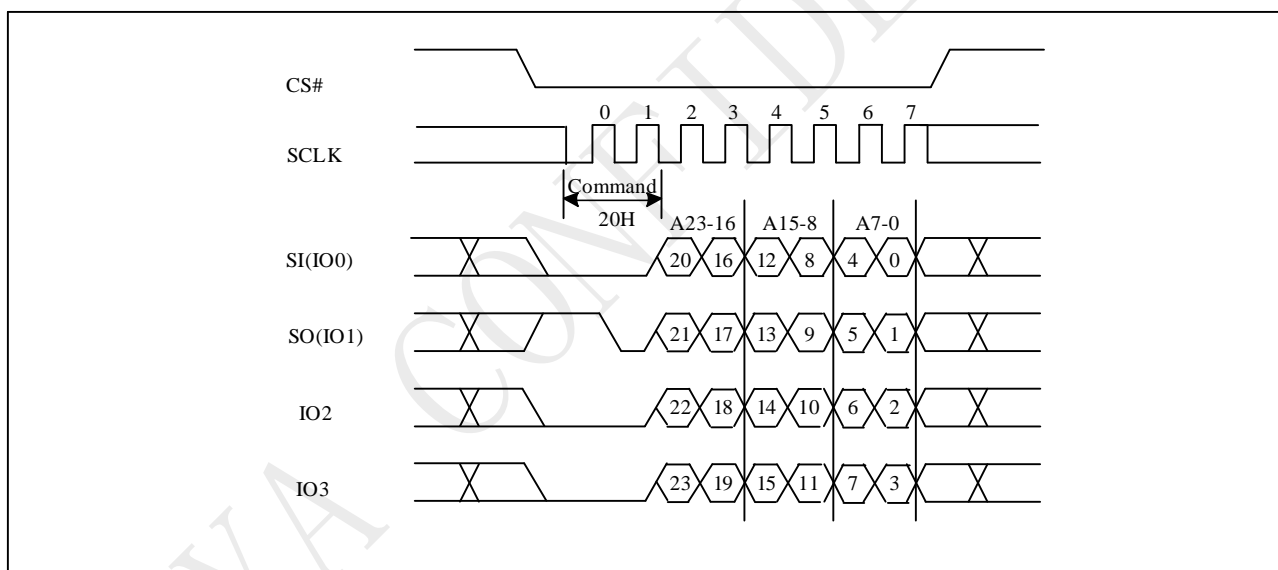 CS#
0 1 2 3 4 5 6 7
SCLK
Command
20H
A23-16 A15-8 A7-0
SI(IO0) 20 16 12 8 4 0
SO(IO1) 21 17 13 9 5 1
IO2 22 18 14 10 6 2
IO3 23 19 15 11 7 3